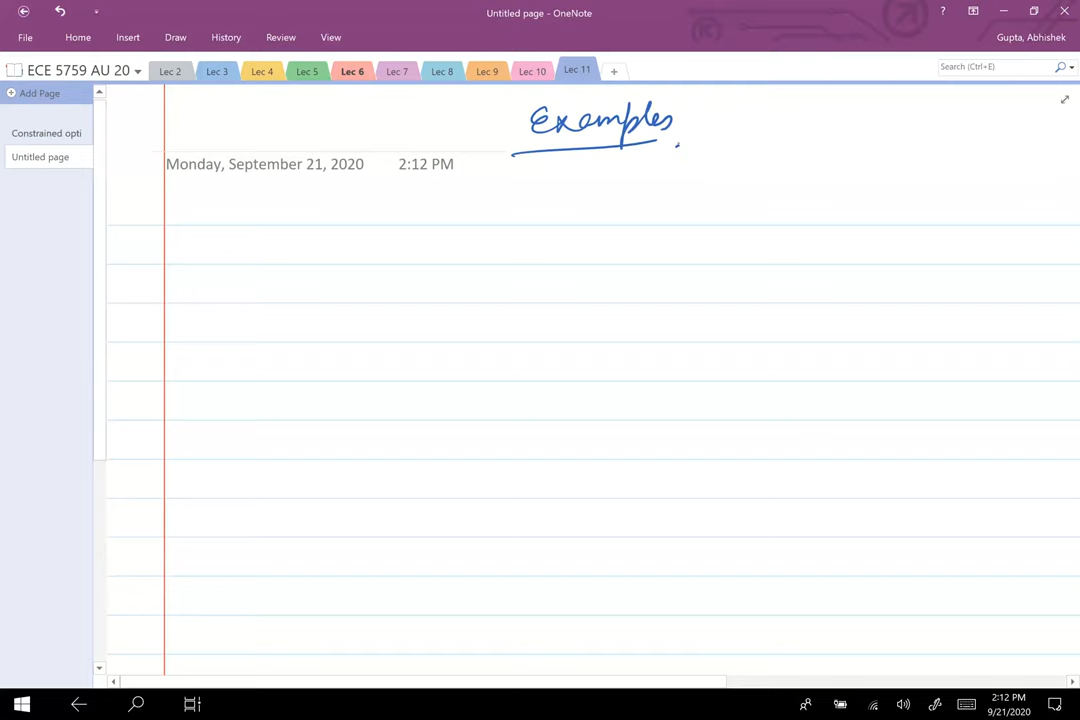 Untitled page - OneNote
?
File
Home
Insert
Draw
History
Review
View
Gupta, Abhishek
ECE 5759 AU 20
Lec 2
Lec 3
Lec 4
Lec 5
Lec 6
Lec 7
Lec 8
Lec 9
Lec 10
Lec 11
+
Search (Ctrl+E)
Add Page
Constrained opti
Untitled page
Examples
Monday, September 21, 2020 2:12 PM
2:12 PM
9/21/2020